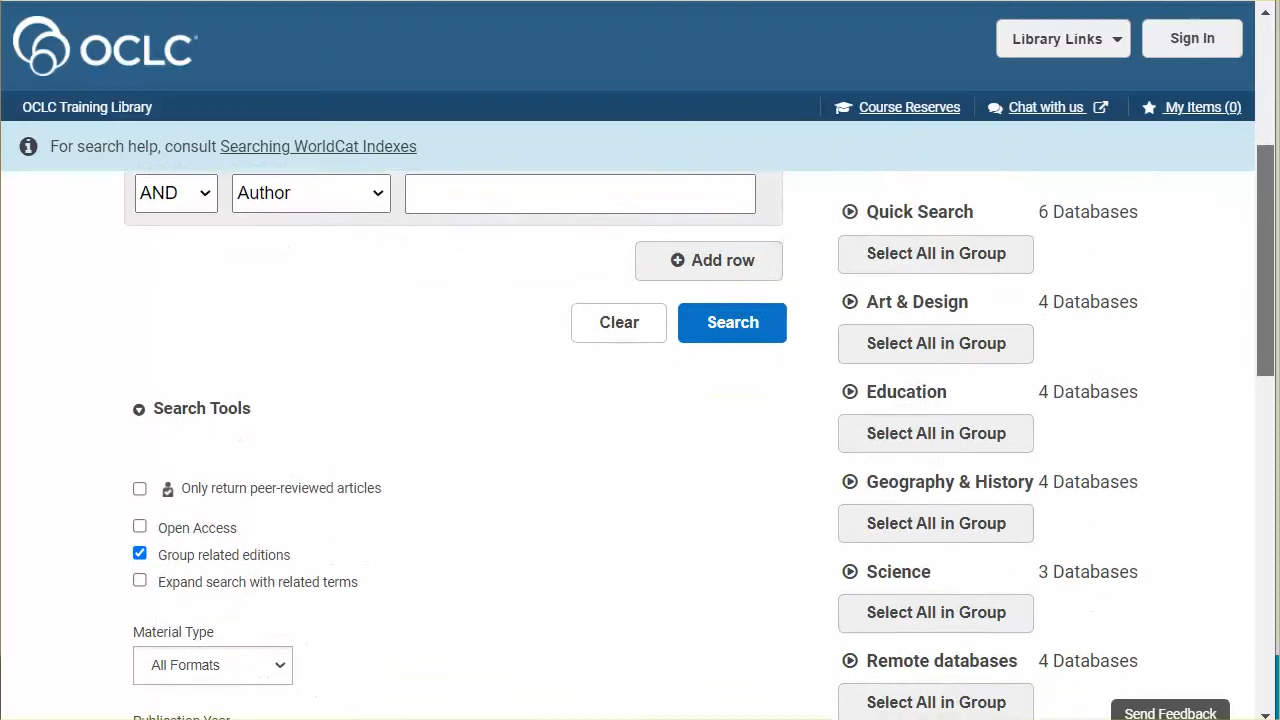 OCLC
Library Links
Sign In
OCLC Training Library
Course Reserves
Chat with us
My Items (0)
For search help, consult Searching WorldCat Indexes
AND
Author
Add row
Clear
Search
Search Tools
Only return peer-reviewed articles
Open Access
Group related editions
Expand search with related terms
Material Type
All Formats
Publication Year
Quick Search 6 Databases
Select All in Group
Art & Design 4 Databases
Select All in Group
Education 4 Databases
Select All in Group
Geography & History 4 Databases
Select All in Group
Science 3 Databases
Select All in Group
Remote databases 4 Databases
Select All in Group
Send Feedback